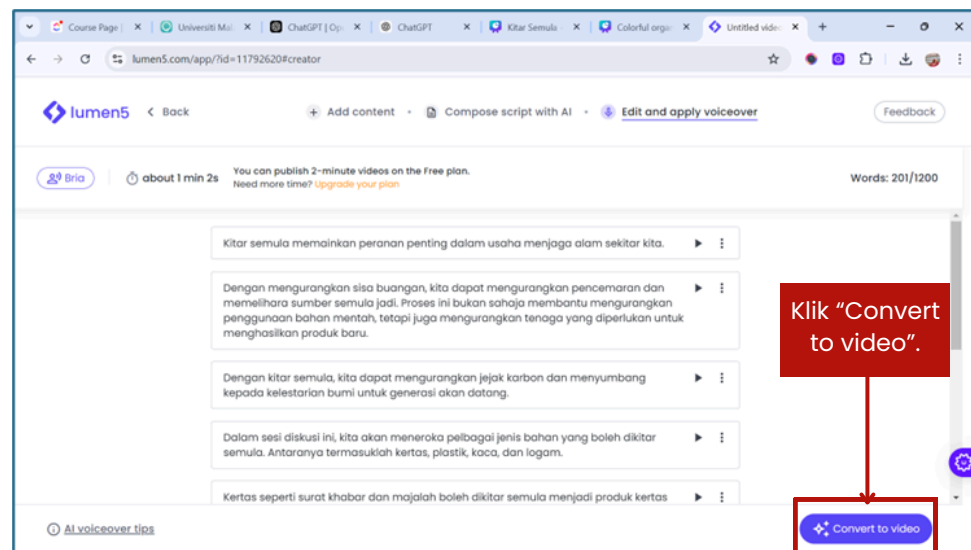 Course Page |
Universiti Mal
ChatGPT | Op
ChatGPT
Kitar Semula
Colorful organ
Untitled video
lumen5.com/app/?id=11792620#creator
lumen5
Back
Add content
Compose script with AI
Edit and apply voiceover
Feedback
Bria
about 1 min 2s
You can publish 2-minute videos on the Free plan.
Need more time? Upgrade your plan
Words: 201/1200
Kitar semula memainkan peranan penting dalam usaha menjaga alam sekitar kita.
Dengan mengurangkan sisa buangan, kita dapat mengurangkan pencemaran dan
memelihara sumber semula jadi. Proses ini bukan sahaja membantu mengurangkan
penggunaan bahan mentah, tetapi juga mengurangkan tenaga yang diperlukan untuk
menghasilkan produk baru.
Klik “Convert
to video”.
Dengan kitar semula, kita dapat mengurangkan jejak karbon dan menyumbang
kepada kelestarian bumi untuk generasi akan datang.
Dalam sesi diskusi ini, kita akan meneroka pelbagai jenis bahan yang boleh dikitar
semula. Antaranya termasuklah kertas, plastik, kaca, dan logam.
Kertas seperti surat khabar dan majalah boleh dikitar semula menjadi produk kertas
AI voiceover tips
Convert to video